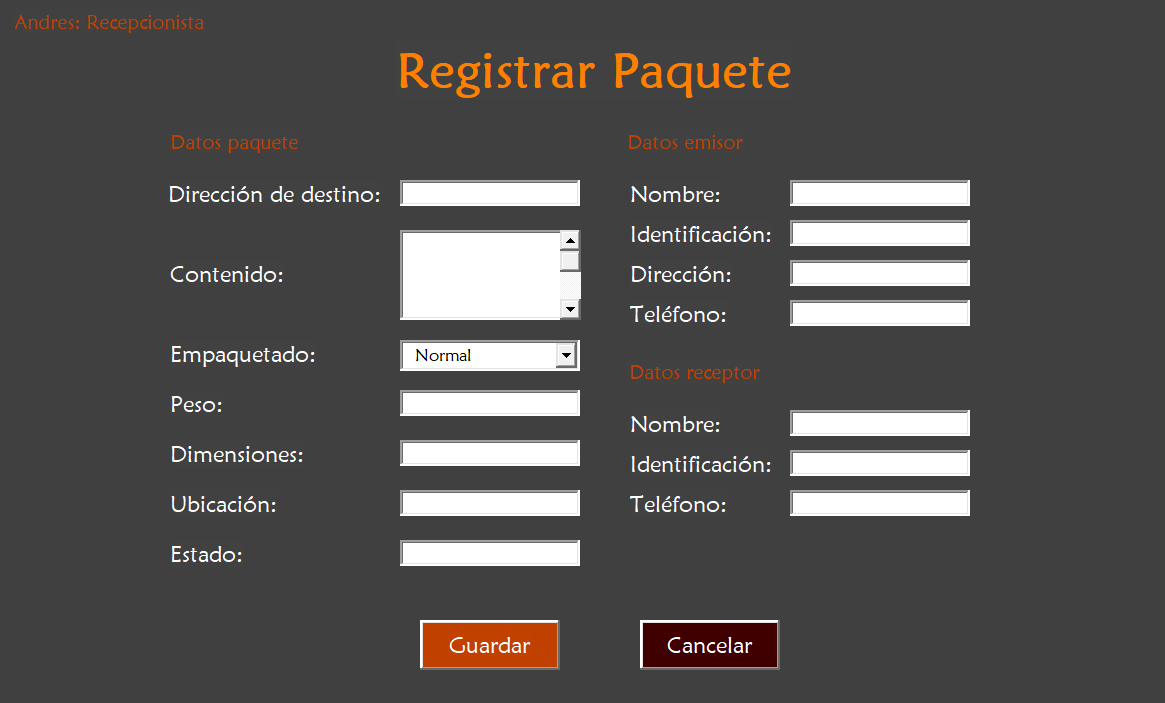 Andres: Recepcionista
Registrar Paquete
Datos paquete
Dirección de destino:
Contenido:
Empaquetado:
Normal
Peso:
Dimensiones:
Ubicación:
Estado:
Datos emisor
Nombre:
Identificación:
Dirección:
Teléfono:
Datos receptor
Nombre:
Identificación:
Teléfono:
Guardar
Cancelar